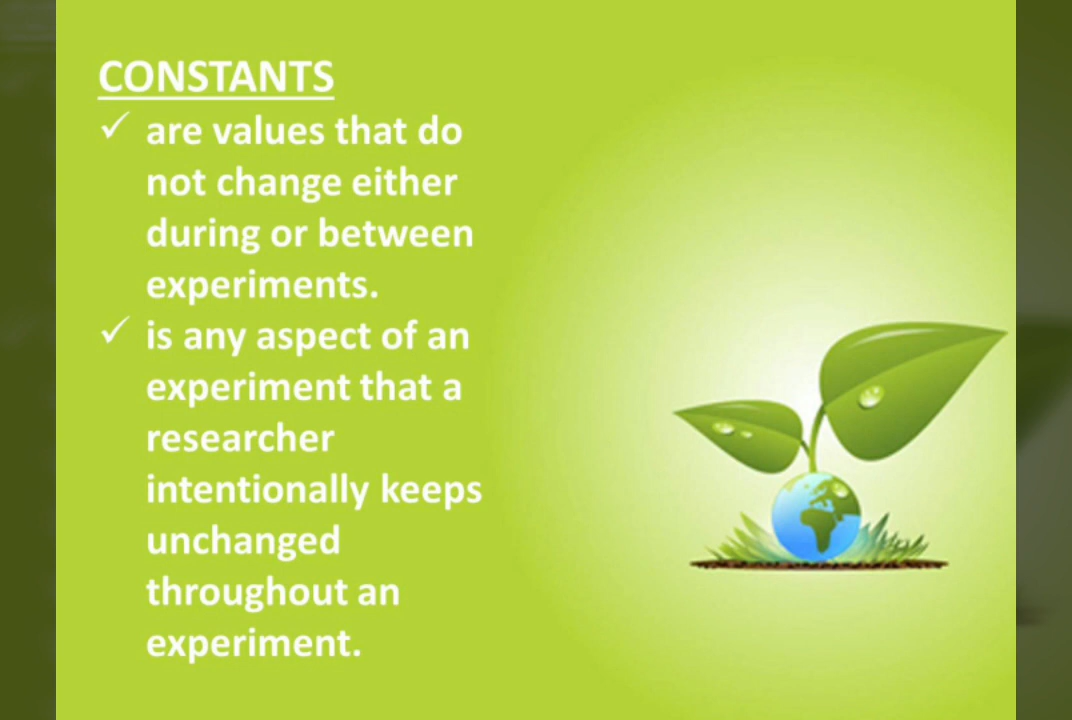 CONSTANTS
✓ are values that do
not change either
during or between
experiments.
✓ is any aspect of an
experiment that a
researcher
intentionally keeps
unchanged
throughout an
experiment.